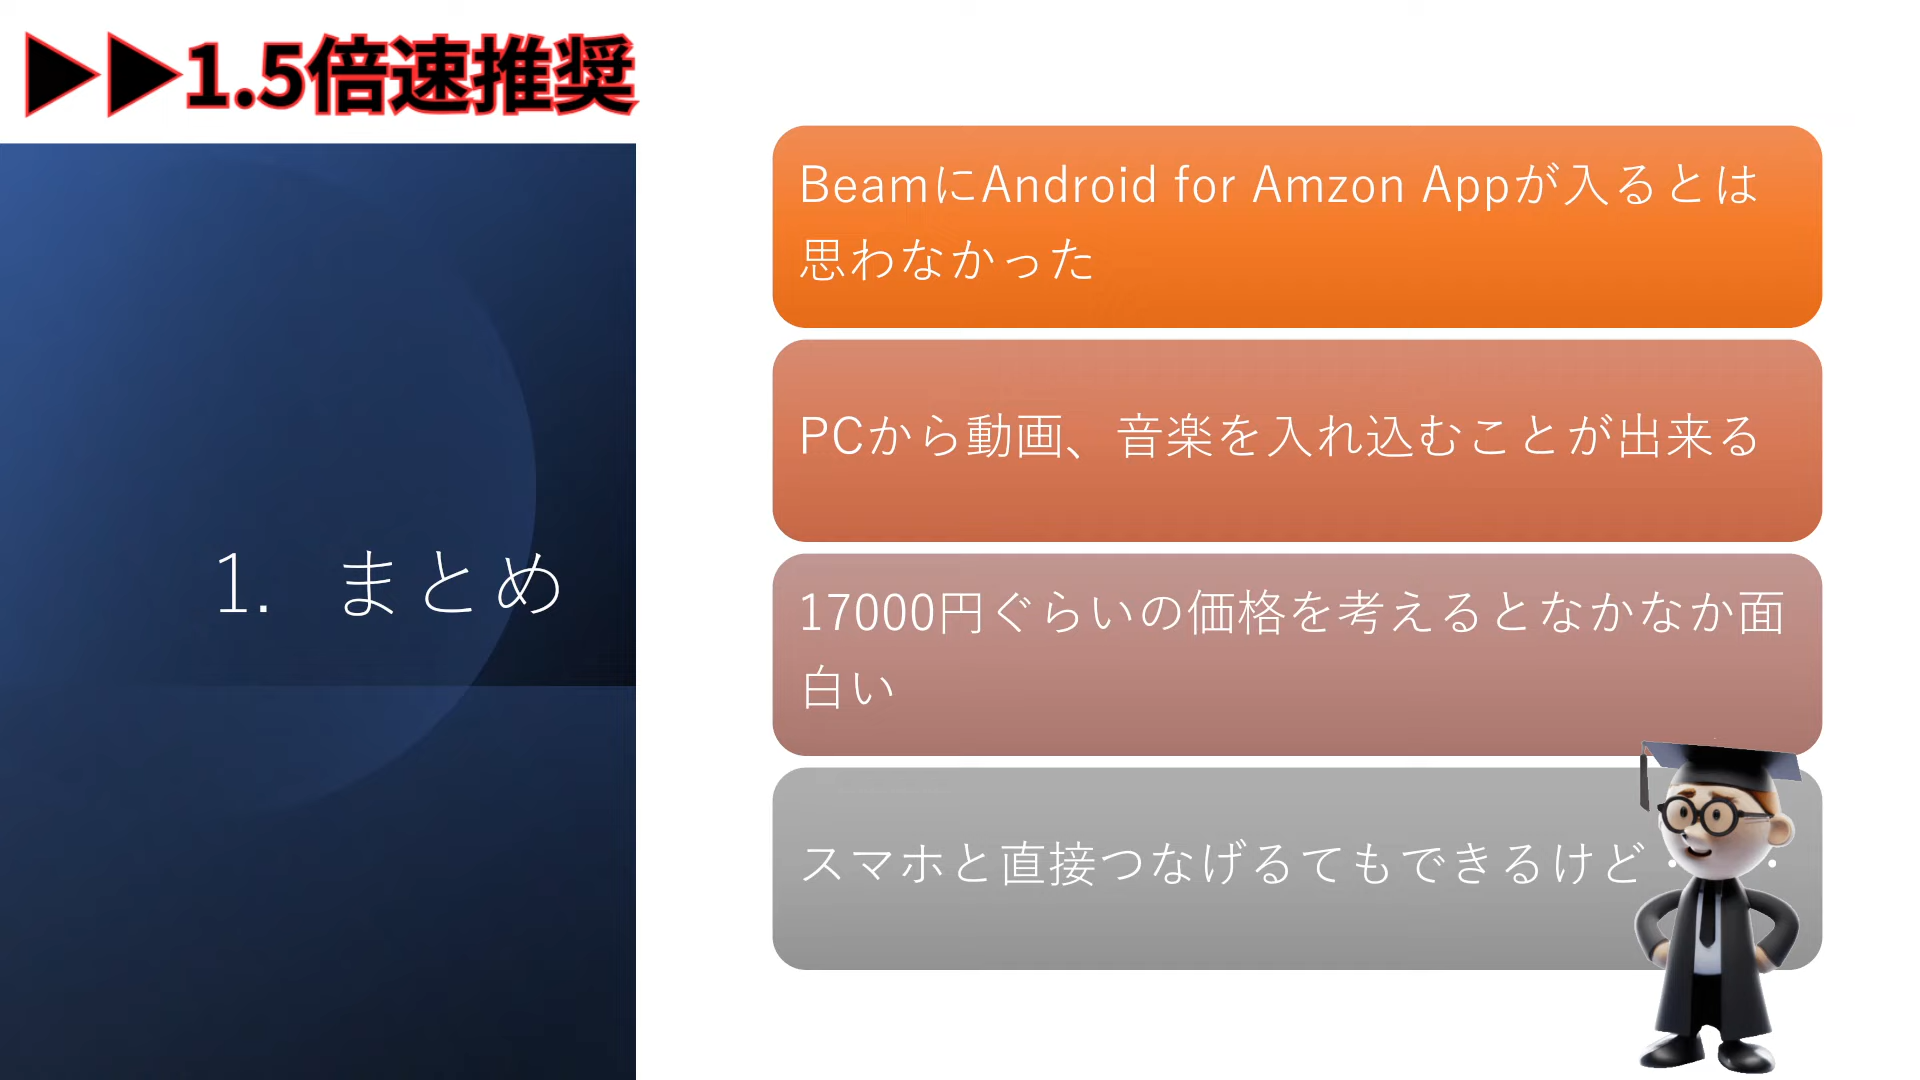 ▶▶1.5倍速推奨
1. まとめ
BeamにAndroid for Amzon Appが入るとは
思わなかった
PCから動画、音楽を入れ込むことが出来る
17000円ぐらいの価格を考えるとなかなか面
白い
スマホと直接つなげるてもできるけど・・・